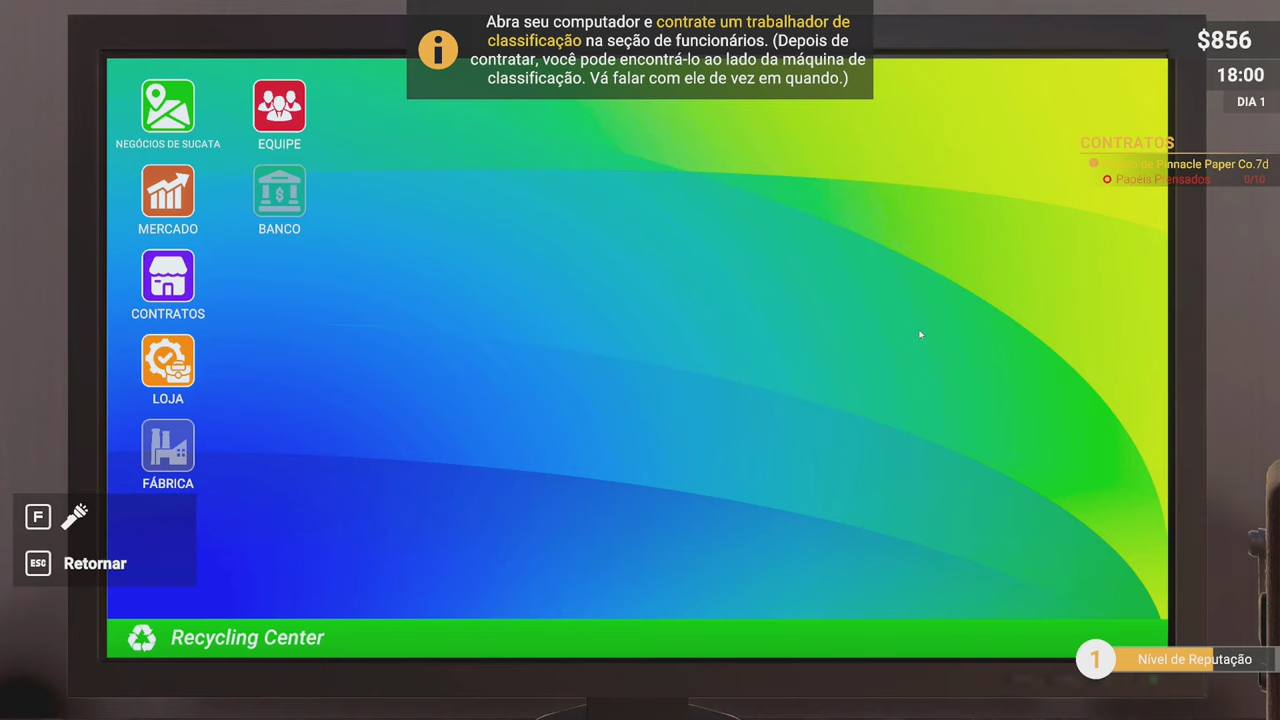 Abra seu computador e contrate um trabalhador de
classificação na seção de funcionários. (Depois de
contratar, você pode encontrá-lo ao lado da máquina de
classificação. Vá falar com ele de vez em quando.)
$856
18:00
DIA 1
NEGÓCIOS DE SUCATA
EQUIPE
MERCADO
BANCO
CONTRATOS
LOJA
FÁBRICA
CONTRATOS
de Pinnacle Paper Co.7d
Papéis Prensados 0/10
F
ESC Retornar
Recycling Center
1 Nível de Reputação